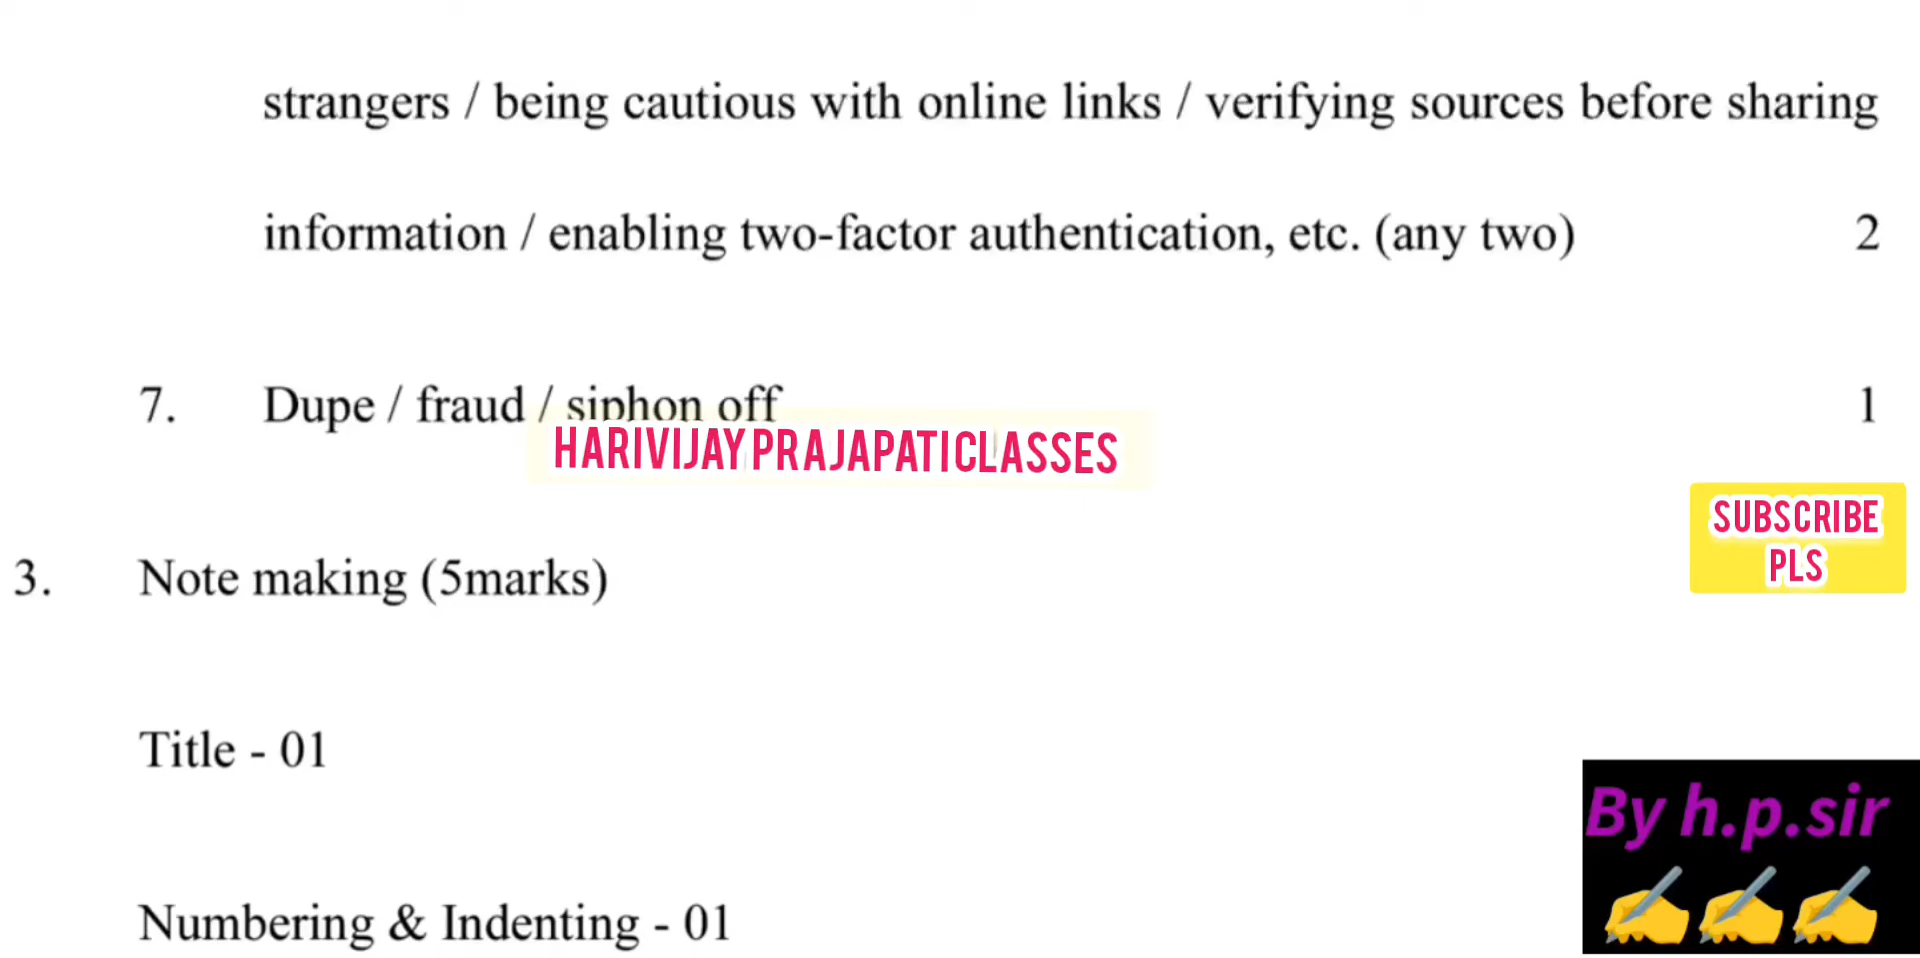 strangers / being cautious with online links / verifying sources before sharing
information / enabling two-factor authentication, etc. (any two) 2
7. Dupe / fraud / siphon off 1
HARIVIJAY PRAJAPATI CLASSES
SUBSCRIBE
PLS
3. Note making (5marks)
Title - 01
By h.p.sir
Numbering & Indenting - 01